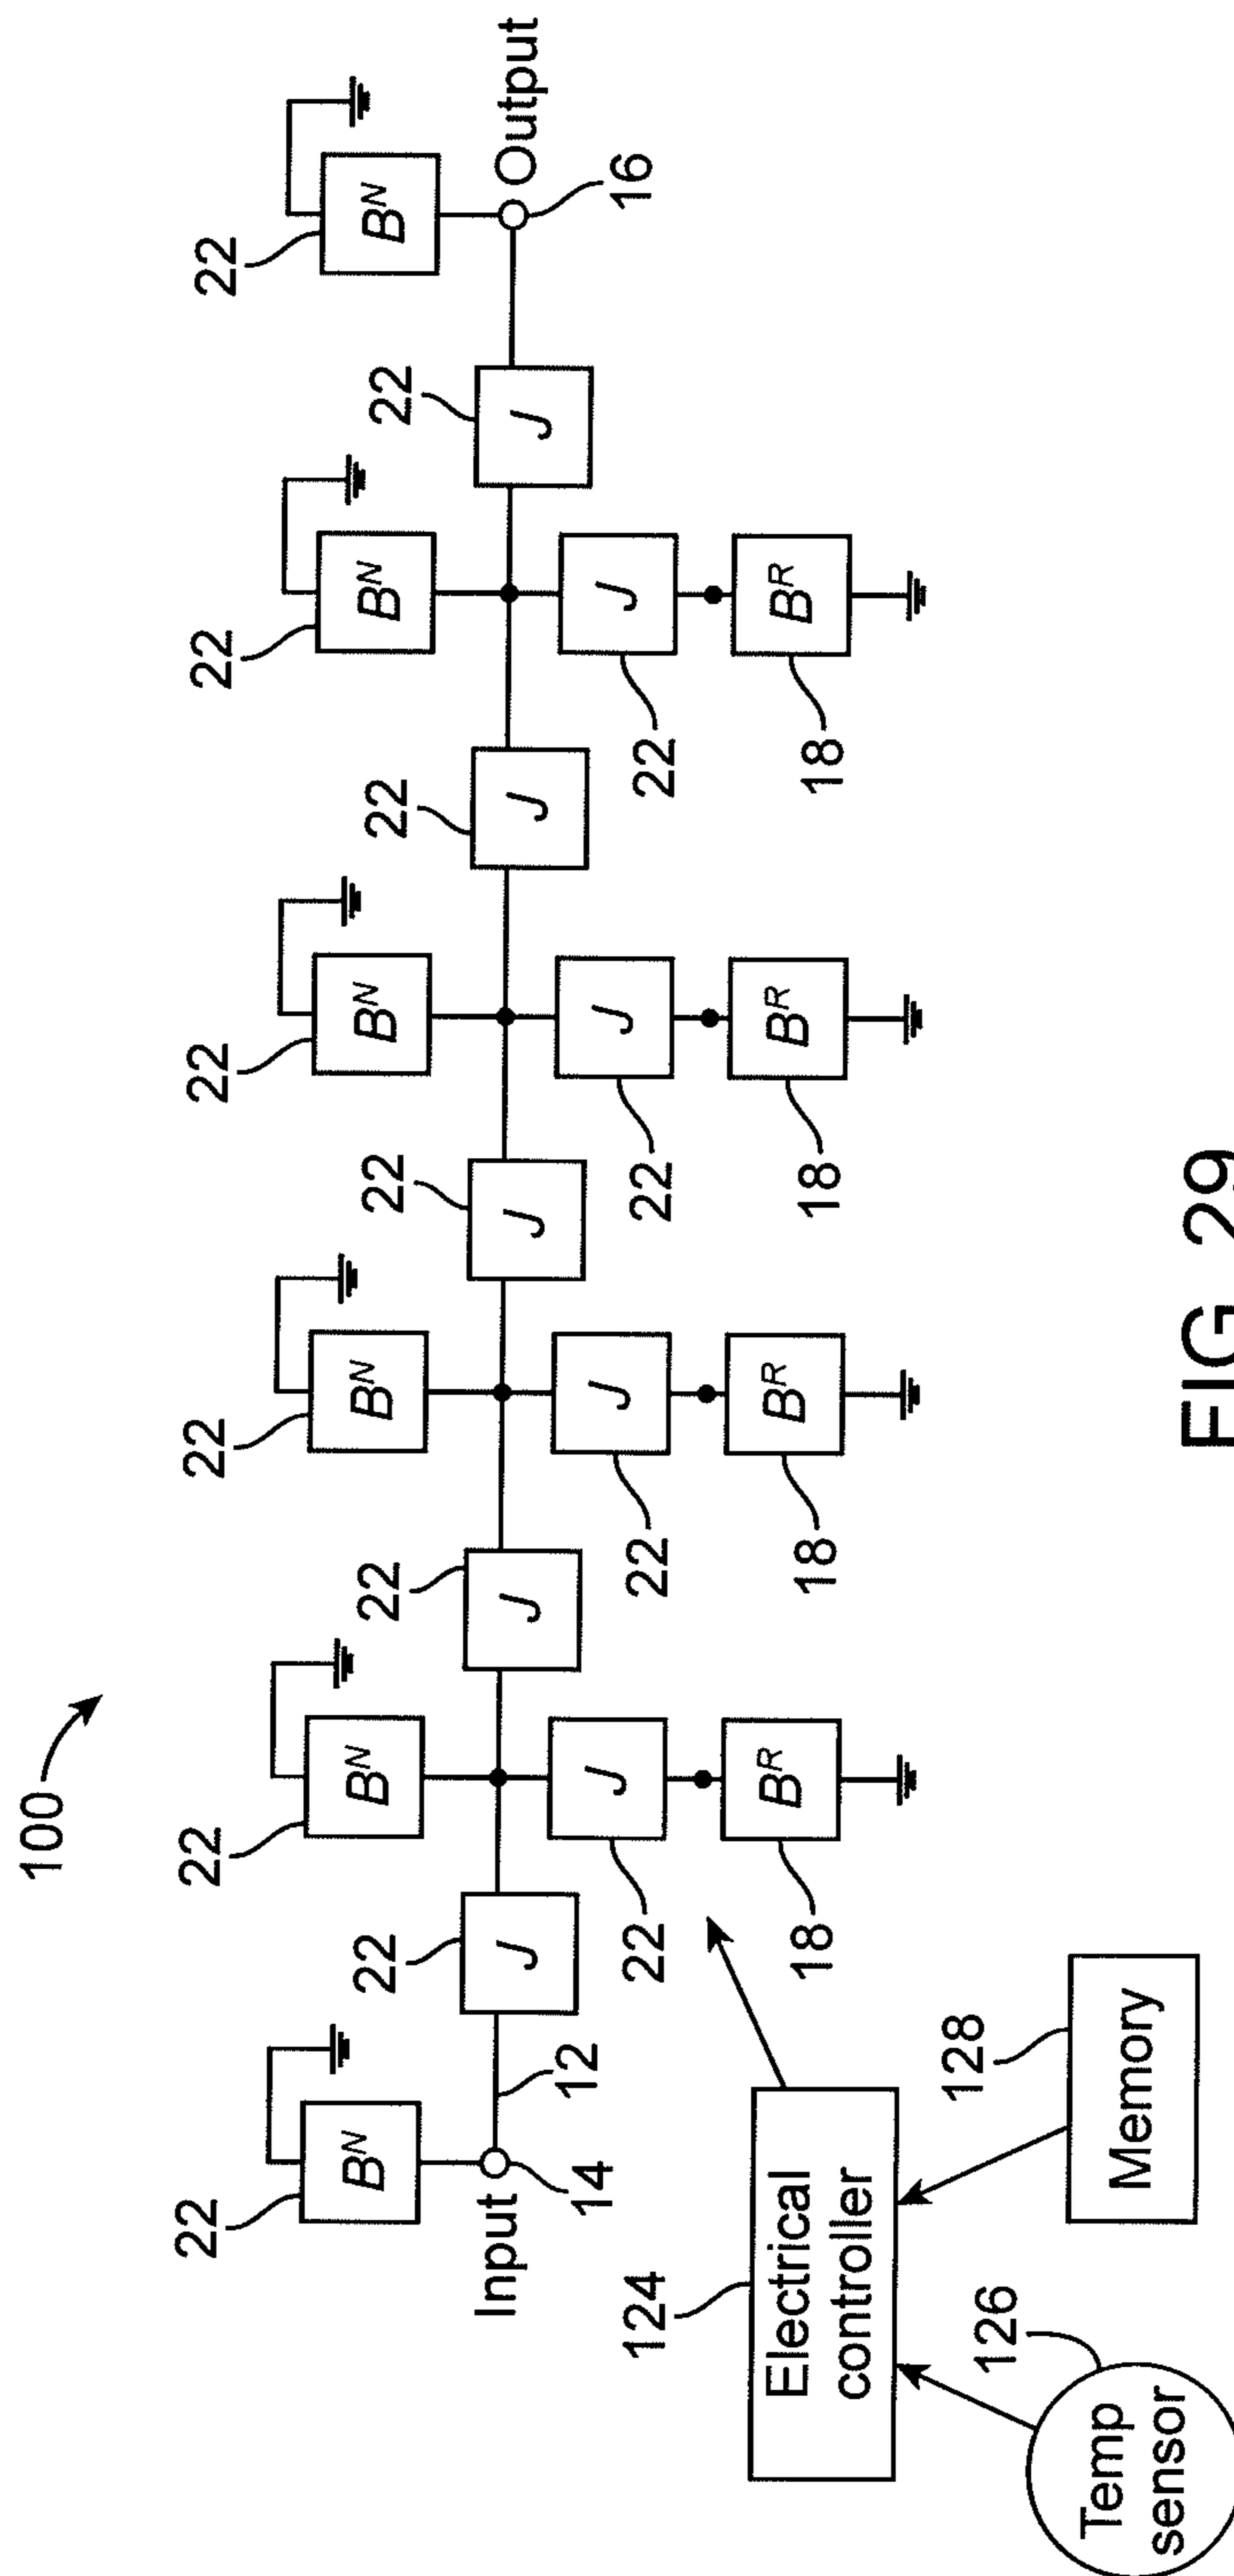 100
22 22 22 22 22 22
B^N B^N B^N B^N B^N B^N
22 22 22 22 22
Input 14 12 J J J J J 16 Output
J J J J
22 22 22 22
B^R B^R B^R B^R
18 18 18 18
124
Electrical
controller
126
Temp
sensor
128
Memory
FIG. 29